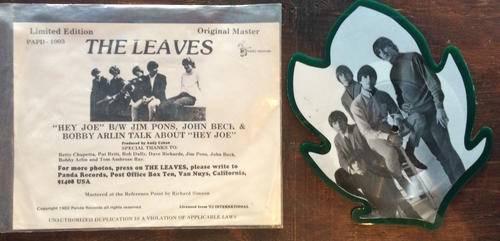 Limited Edition
Original Master
PAPD - 1003
THE LEAVES
"HEY JOE" B/W JIM PONS, JOHN BECK &
BOBBY ARLIN TALK ABOUT "HEY JOE"
Produced by Andy Cahan
SPECIAL THANKS TO:
Betty Chapetta, Pat Britt, Rob Dally, Dave Richards, Jim Pons, John Beck,
Bobby Arlin and Tom Ambrose Ray.
For more photos, press on THE LEAVES, please write to
Panda Records, Post Office Box Ten, Van Nuys, California,
91408 USA
Mastered at the Reference Point by Richard Simpson
Copyright 1982 Panda Records all rights reserved
Licensed from VJ INTERNATIONAL
UNAUTHORIZED DUPLICATION IS A VIOLATION OF APPLICABLE LAWS